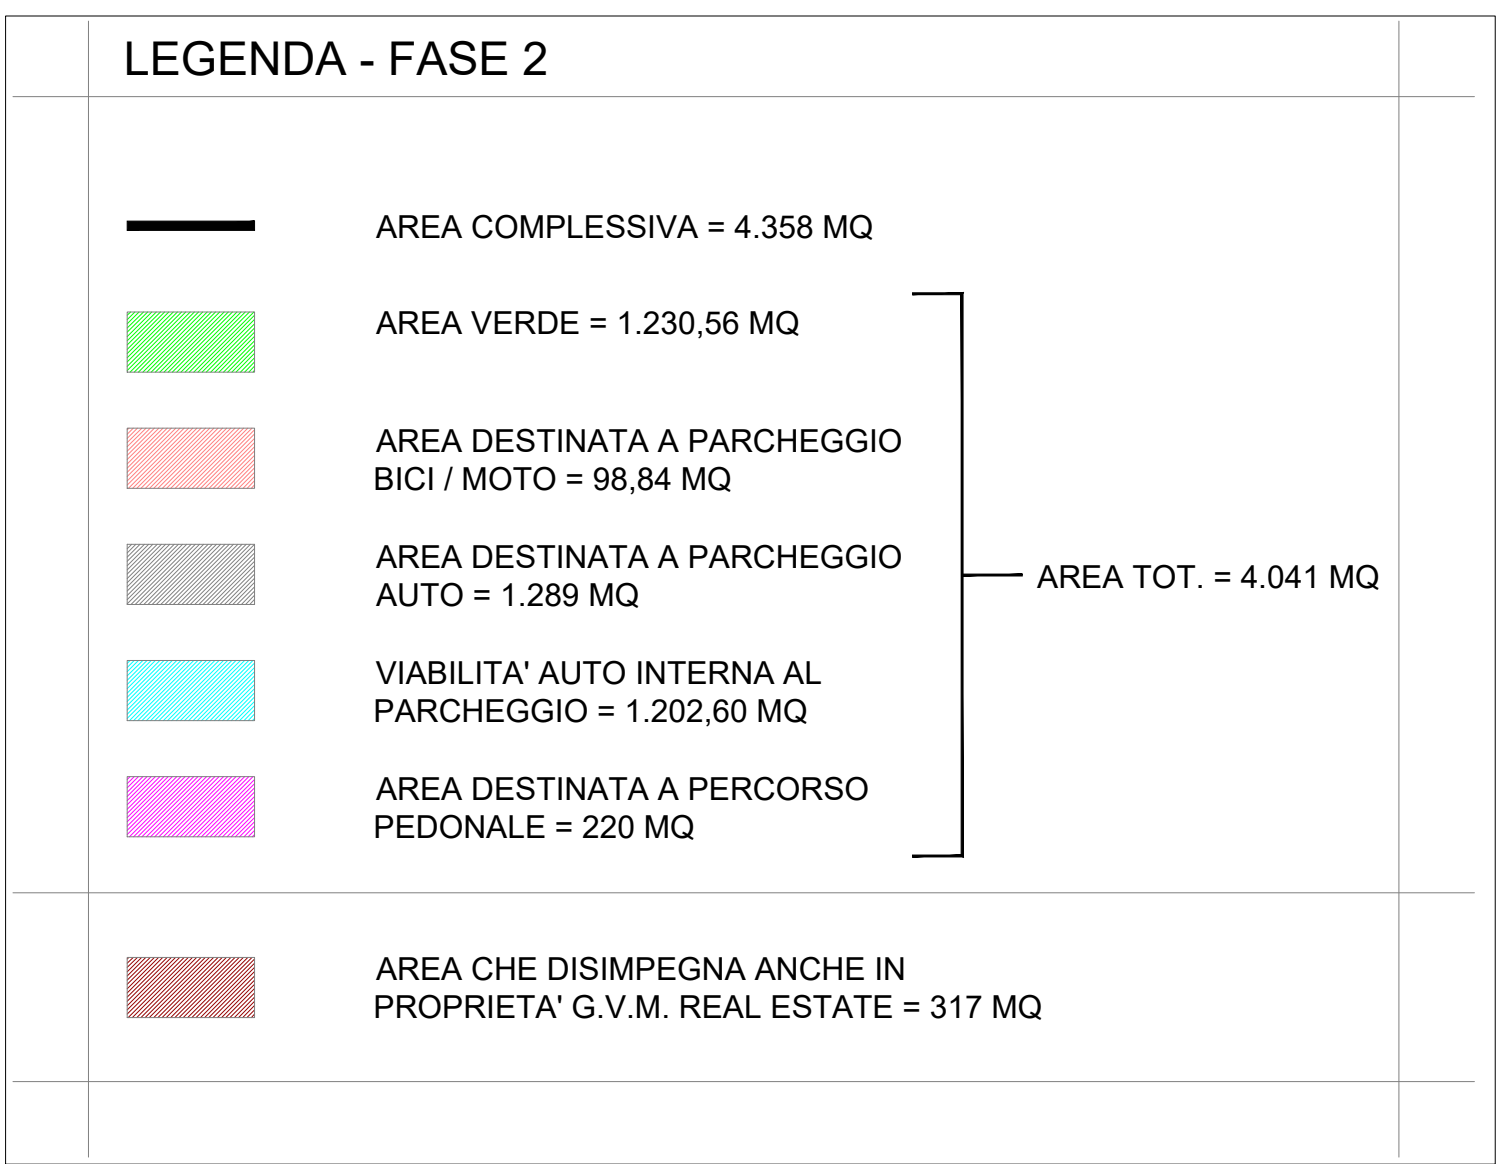 LEGENDA - FASE 2
AREA COMPLESSIVA = 4.358 MQ
AREA VERDE = 1.230,56 MQ
AREA DESTINATA A PARCHEGGIO
BICI / MOTO = 98,84 MQ
AREA DESTINATA A PARCHEGGIO
AUTO = 1.289 MQ
AREA TOT. = 4.041 MQ
VIABILITA' AUTO INTERNA AL
PARCHEGGIO = 1.202,60 MQ
AREA DESTINATA A PERCORSO
PEDONALE = 220 MQ
AREA CHE DISIMPEGNA ANCHE IN
PROPRIETA' G.V.M. REAL ESTATE = 317 MQ